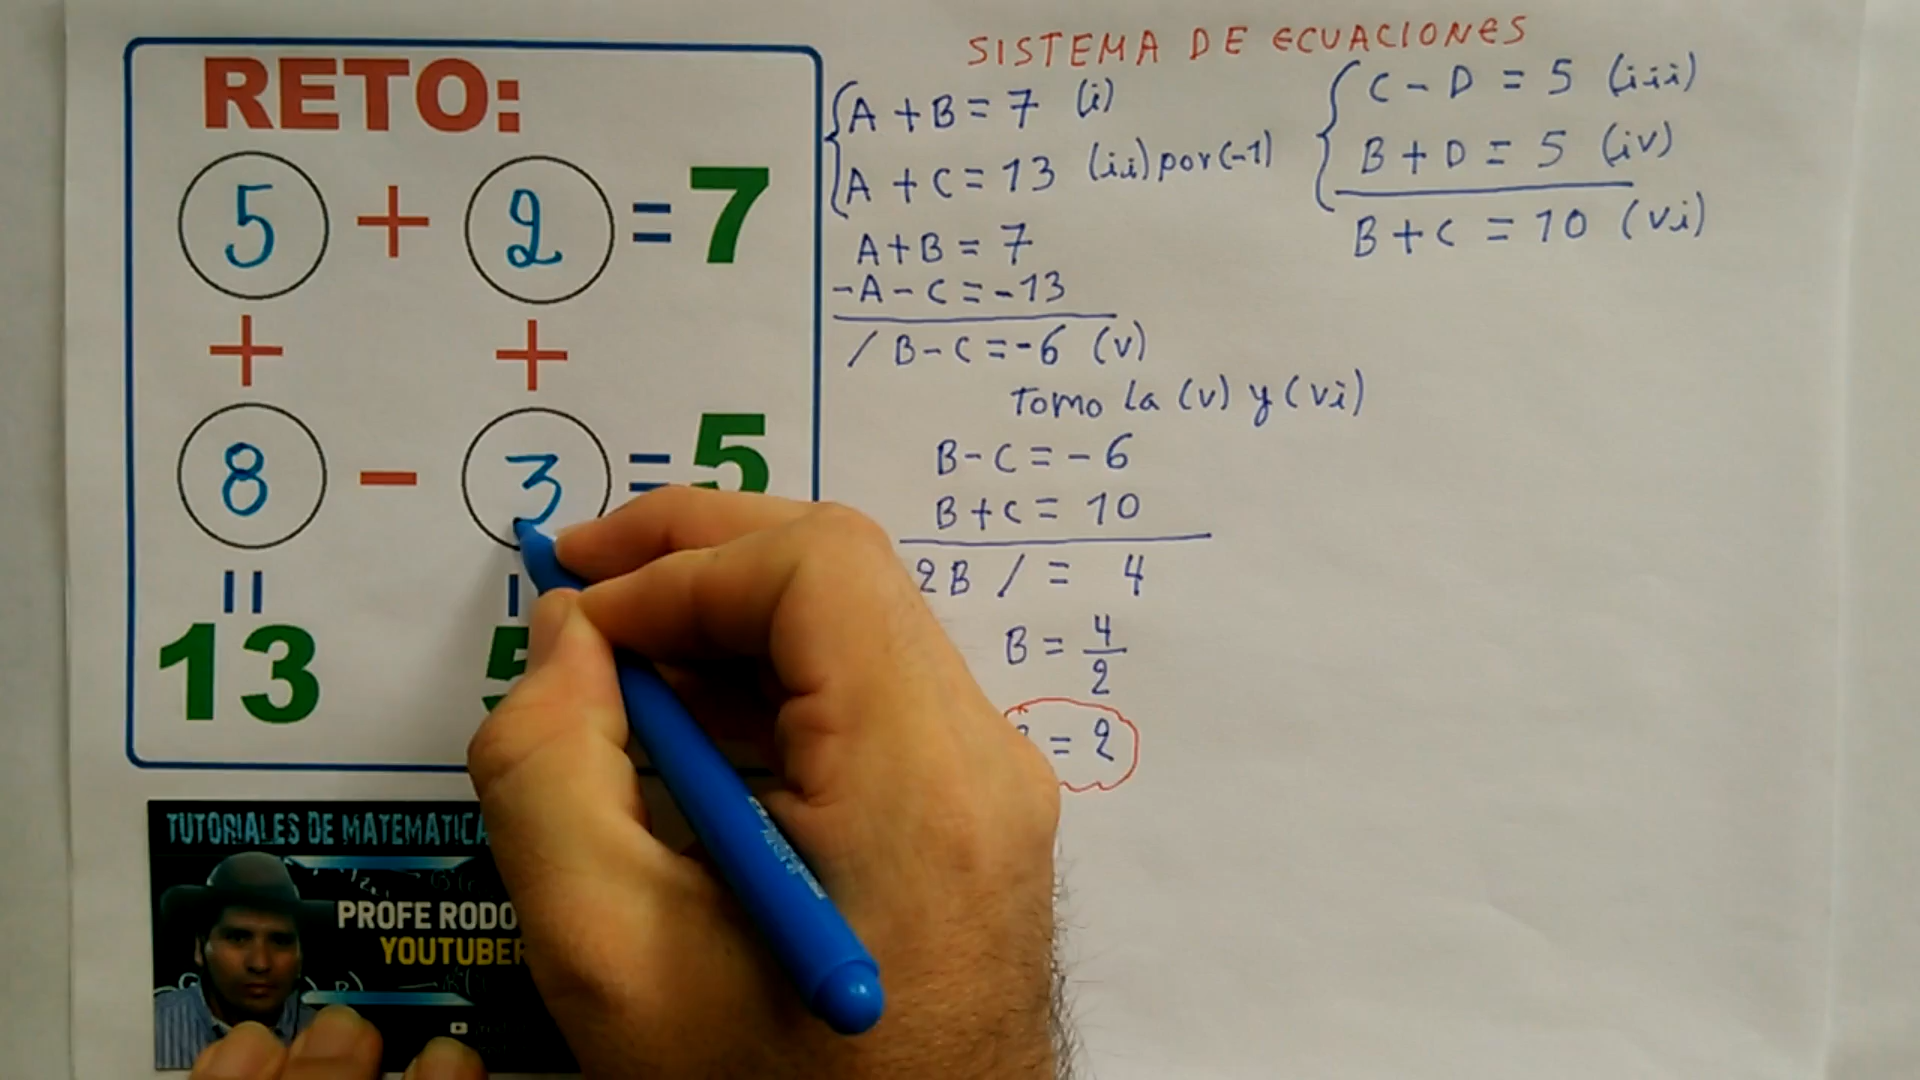 RETO:
5 + 2 = 7
+ +
8 - 3 = 5
13
SISTEMA DE ECUACIONES
A + B = 7 (i)
A + C = 13 (ii) por (-1)
A + B = 7
-A - C = -13
/ B - C = -6 (v)
Tomo la (v) y (vi)
B - C = - 6
B + C = 10
2B / = 4
B = 4/2
= 2
C - D = 5 (iii)
B + D = 5 (iv)
B + C = 10 (vi)
TUTORIALES DE MATEMATICA
PROFE RODO
YOUTUBER